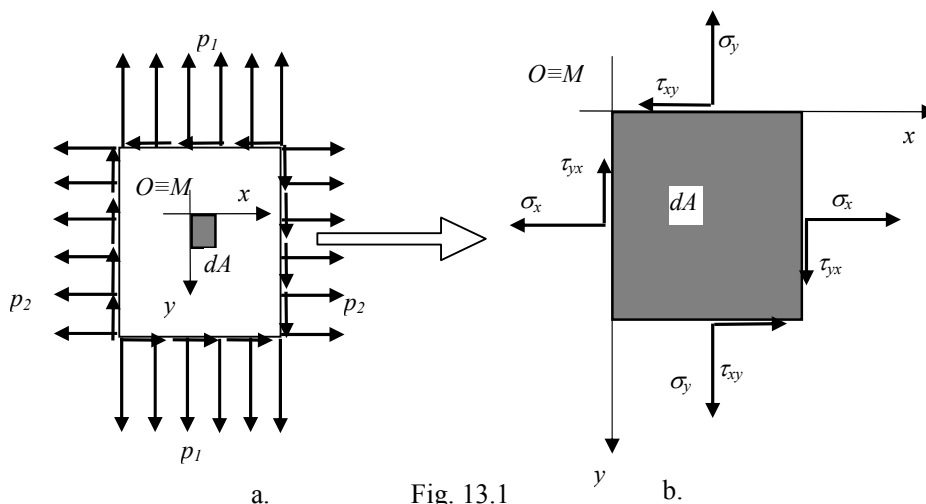 p1
O≡M
x
dA
y
p2
p2
p1
a.
Fig. 13.1
σy
O≡M
τxy
x
τyx
σx
dA
σx
τyx
σy
τxy
y
b.